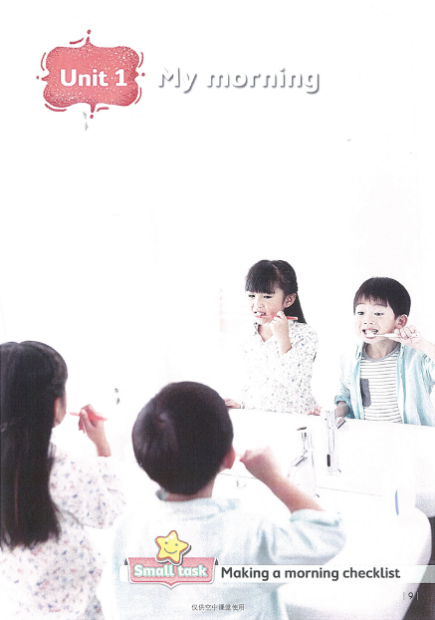 Unit 1 My morning
Small task Making a morning checklist
| 9 |
仅供空中课堂使用